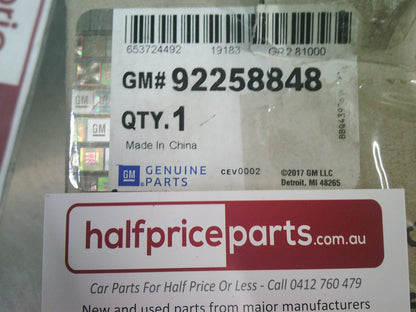 price
653724492 19183 GR2.81000
GM# 92258848
QTY.1
Made In China
GM GENUINE PARTS
CEV0002
©2017 GM LLC
Detroit, MI 48265
GM
halfpriceparts.com.au
Car Parts For Half Price Or Less - Call 0412 760 479
New and used parts from major manufacturers